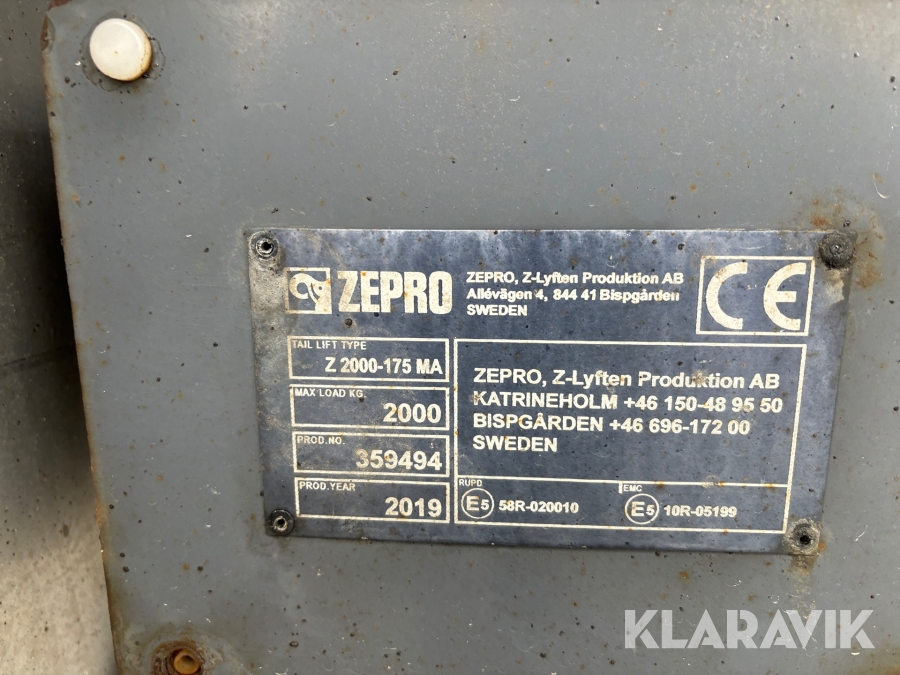 ZEPRO
ZEPRO, Z-Lyften Produktion AB
Allévägen 4, 844 41 Bispgården
SWEDEN
CE
TAIL LIFT TYPE
Z 2000-175 MA
MAX LOAD KG.
2000
PROD.NO.
359494
PROD.YEAR
2019
ZEPRO, Z-Lyften Produktion AB
KATRINEHOLM +46 150-48 95 50
BISPGÅRDEN +46 696-172 00
SWEDEN
RUPD
E5 58R-020010
EMC
E5 10R-05199
KLARAVIK